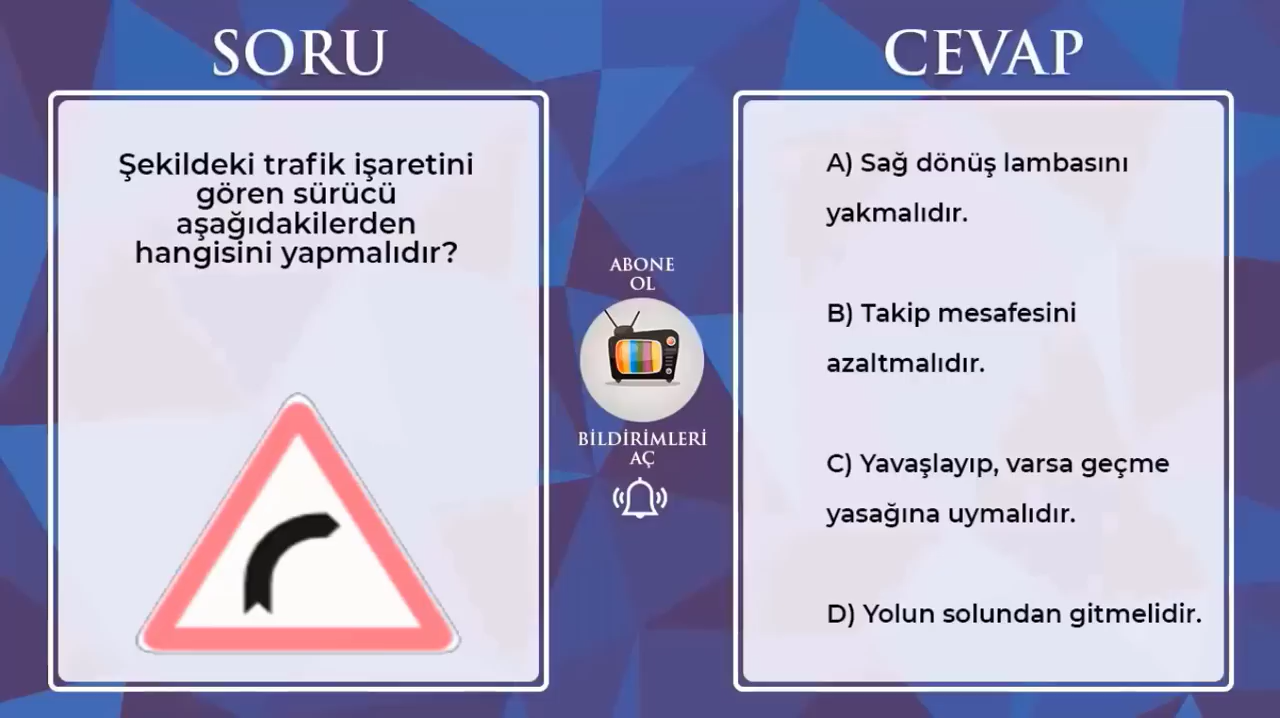 SORU
Şekildeki trafik işaretini
gören sürücü
aşağıdakilerden
hangisini yapmalıdır?
ABONE
OL
BİLDİRİMLERİ
AÇ
CEVAP
A) Sağ dönüş lambasını
yakmalıdır.
B) Takip mesafesini
azaltmalıdır.
C) Yavaşlayıp, varsa geçme
yasağına uymalıdır.
D) Yolun solundan gitmelidir.